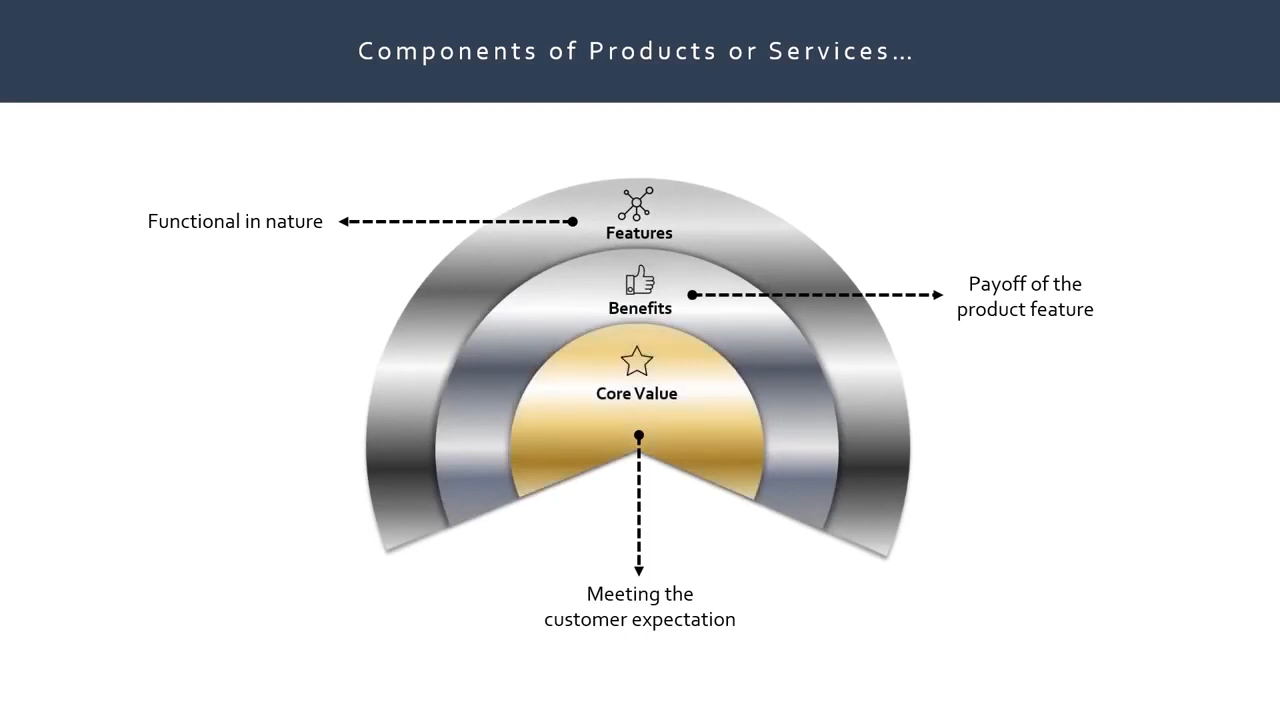 Components of Products or Services...
Functional in nature
Features
Benefits
Payoff of the
product feature
Core Value
Meeting the
customer expectation